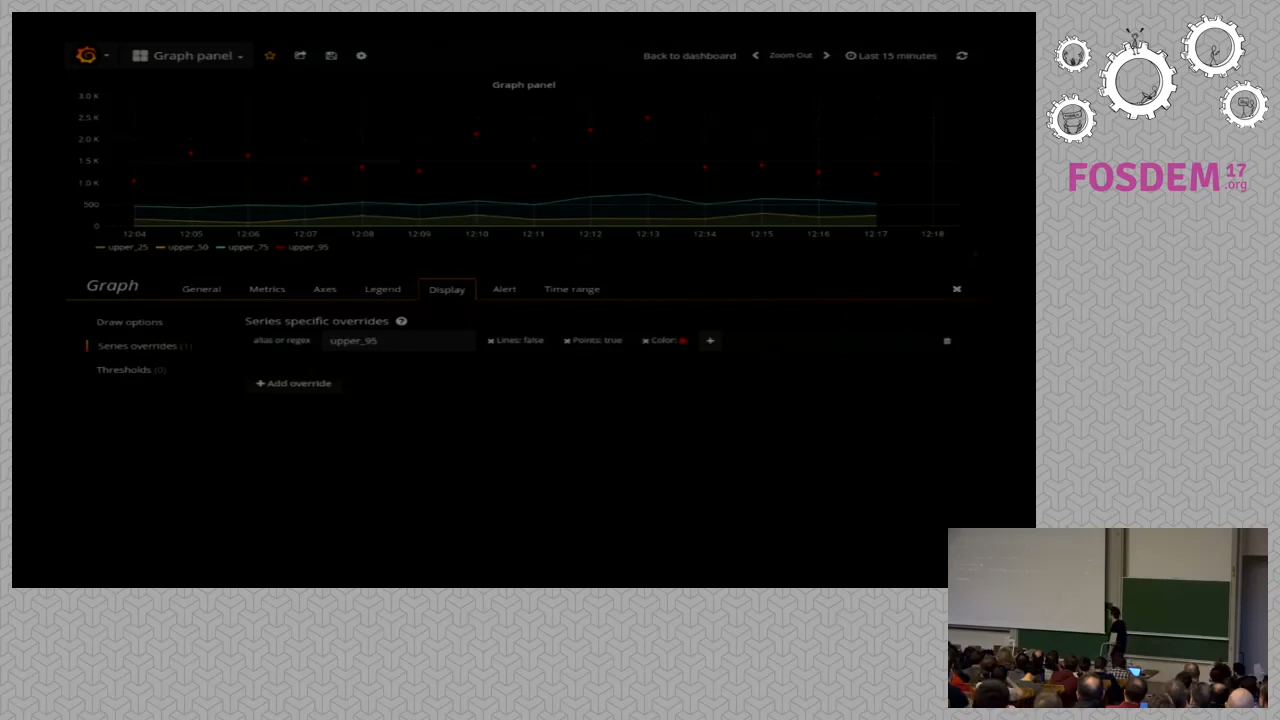 Graph panel
Back to dashboard
Zoom Out
Last 15 minutes
Graph panel
3.0 K
2.5 K
2.0 K
1.5 K
1.0 K
500
0
12:04 12:05 12:06 12:07 12:08 12:09 12:10 12:11 12:12 12:13 12:14 12:15 12:16 12:17 12:18
upper_25 upper_50 upper_75 upper_95
Graph
General Metrics Axes Legend Display Alert Time range
Draw options
Series overrides (1)
Thresholds (0)
Series specific overrides
alias or regex upper_95 Lines: false Points: true Color:
Add override
FOSDEM 17
.org